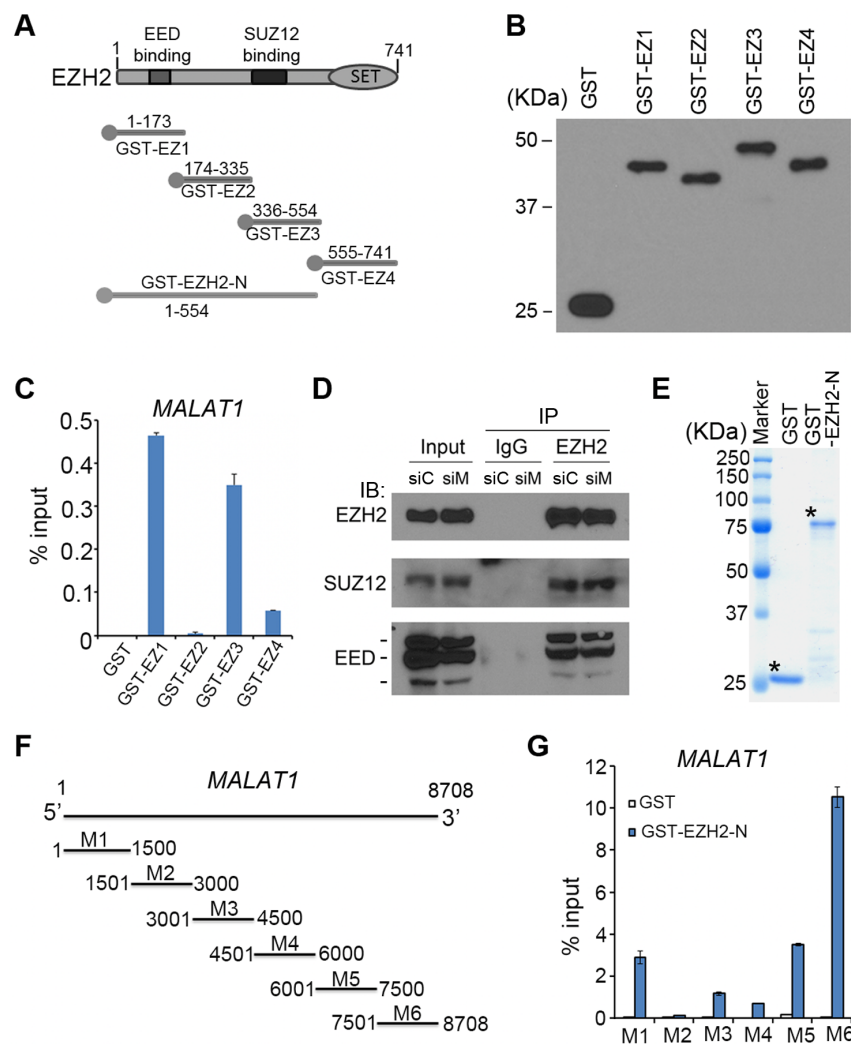 A
1
EED
binding
SUZ12
binding
741
EZH2
SET
1-173
GST-EZ1
174-335
GST-EZ2
336-554
GST-EZ3
555-741
GST-EZ4
GST-EZH2-N
1-554
B
(KDa)
GST
GST-EZ1
GST-EZ2
GST-EZ3
GST-EZ4
50 –
37 –
25 –
C
MALAT1
% input
0.5
0.4
0.3
0.2
0.1
0
GST
GST-EZ1
GST-EZ2
GST-EZ3
GST-EZ4
D
IP
Input IgG EZH2
siC siM siC siM siC siM
IB:
EZH2
SUZ12
EED
E
(KDa)
Marker
GST
GST
-EZH2-N
250
150
100
75
50
37
25
*
*
F
MALAT1
1 8708
5’ 3’
M1
1 1500
M2
1501 3000
M3
3001 4500
M4
4501 6000
M5
6001 7500
M6
7501 8708
G
MALAT1
% input
12
10
8
6
4
2
0
GST
GST-EZH2-N
M1 M2 M3 M4 M5 M6